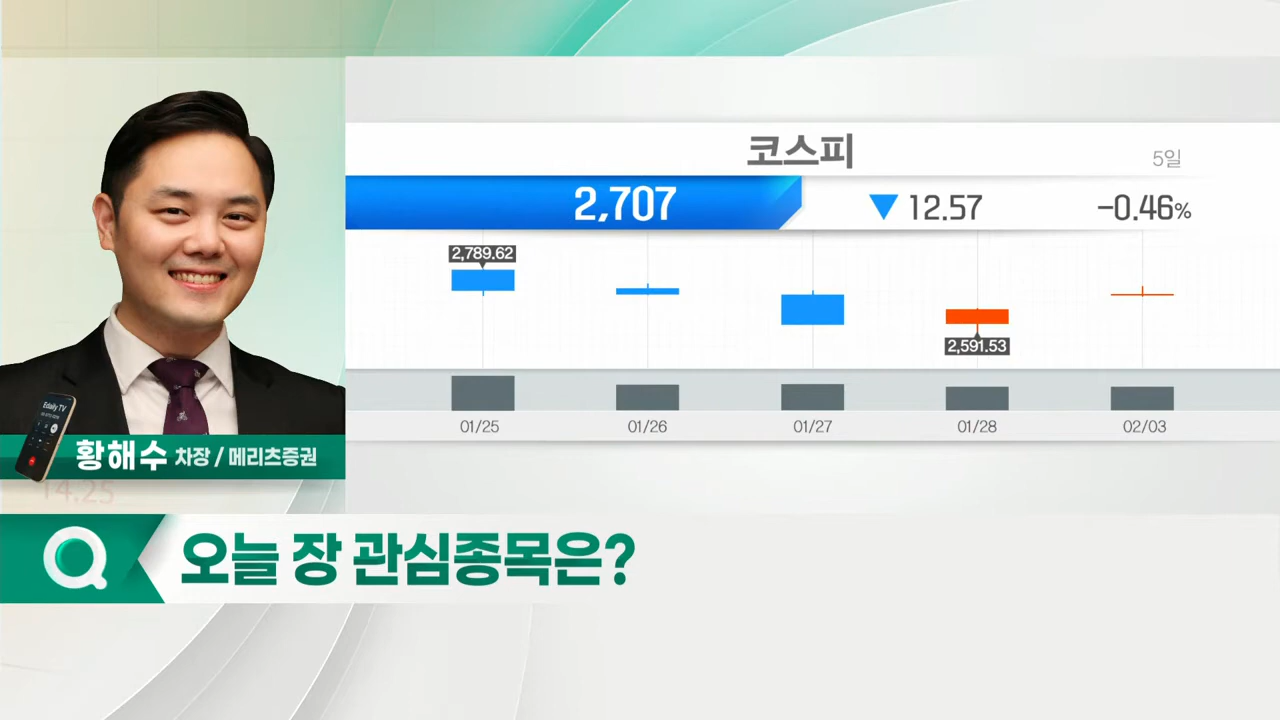 코스피
5일
2,707
▼ 12.57
-0.46%
2,789.62
2,591.53
01/25 01/26 01/27 01/28 02/03
Edaily TV
황해수 차장 / 메리츠증권
14.25
Q 오늘 장 관심종목은?